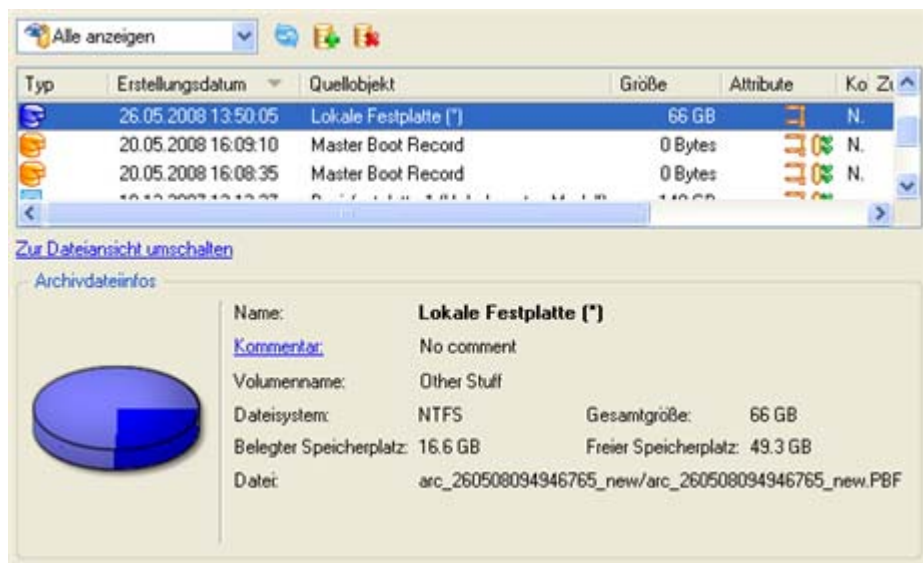 Alle anzeigen
Typ Erstellungsdatum Quellobjekt Größe Attribute Ko Zu
26.05.2008 13:50:05 Lokale Festplatte (*) 66 GB N.
20.05.2008 16:09:10 Master Boot Record 0 Bytes N.
20.05.2008 16:08:35 Master Boot Record 0 Bytes N.
Zur Dateiansicht umschalten
Archivdateiinfos
Name: Lokale Festplatte (*)
Kommentar: No comment
Volumenname: Other Stuff
Dateisystem: NTFS Gesamtgröße: 66 GB
Belegter Speicherplatz: 16.6 GB Freier Speicherplatz: 49.3 GB
Datei: arc_260508094946765_new/arc_260508094946765_new.PBF